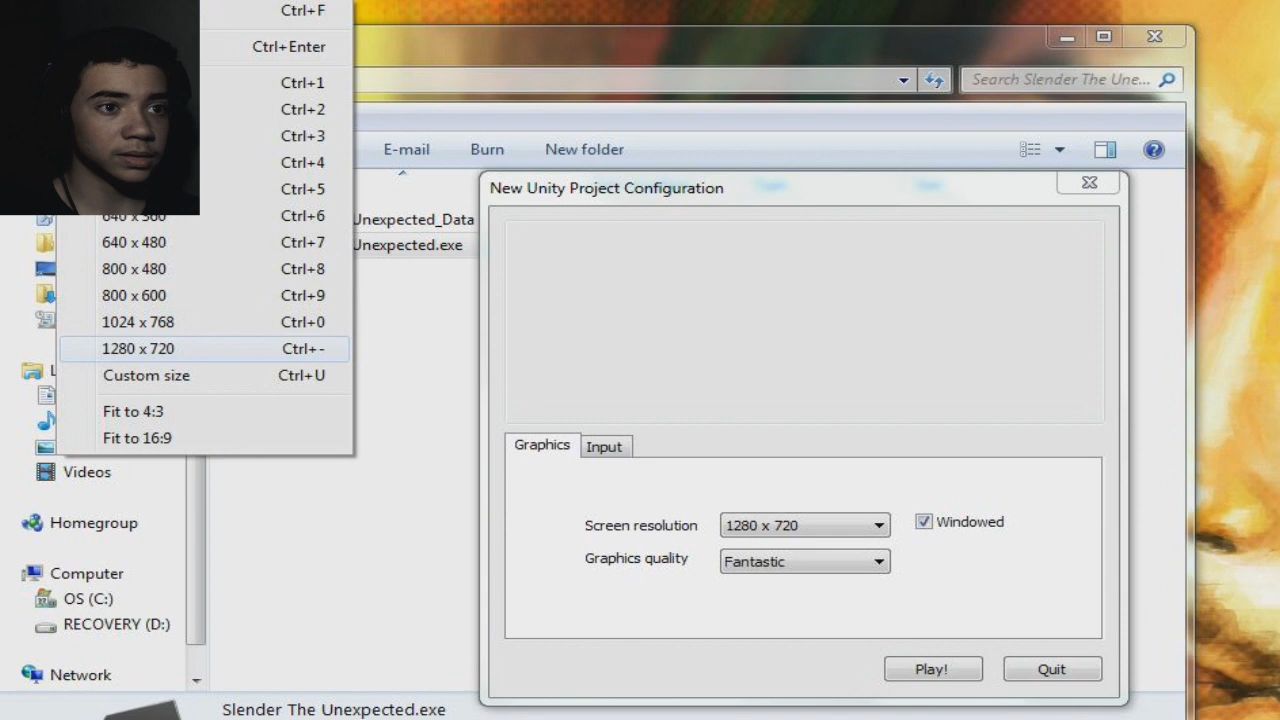 Ctrl+F
Ctrl+Enter
Ctrl+1
Ctrl+2
Ctrl+3
Ctrl+4
Ctrl+5
640 x 360 Ctrl+6
640 x 480 Ctrl+7
800 x 480 Ctrl+8
800 x 600 Ctrl+9
1024 x 768 Ctrl+0
1280 x 720 Ctrl+-
Custom size Ctrl+U
Fit to 4:3
Fit to 16:9
Videos
Homegroup
Computer
OS (C:)
RECOVERY (D:)
Network
Search Slender The Une...
E-mail Burn New folder
Unexpected_Data
Unexpected.exe
New Unity Project Configuration
Graphics Input
Screen resolution 1280 x 720 Windowed
Graphics quality Fantastic
Play! Quit
Slender The Unexpected.exe